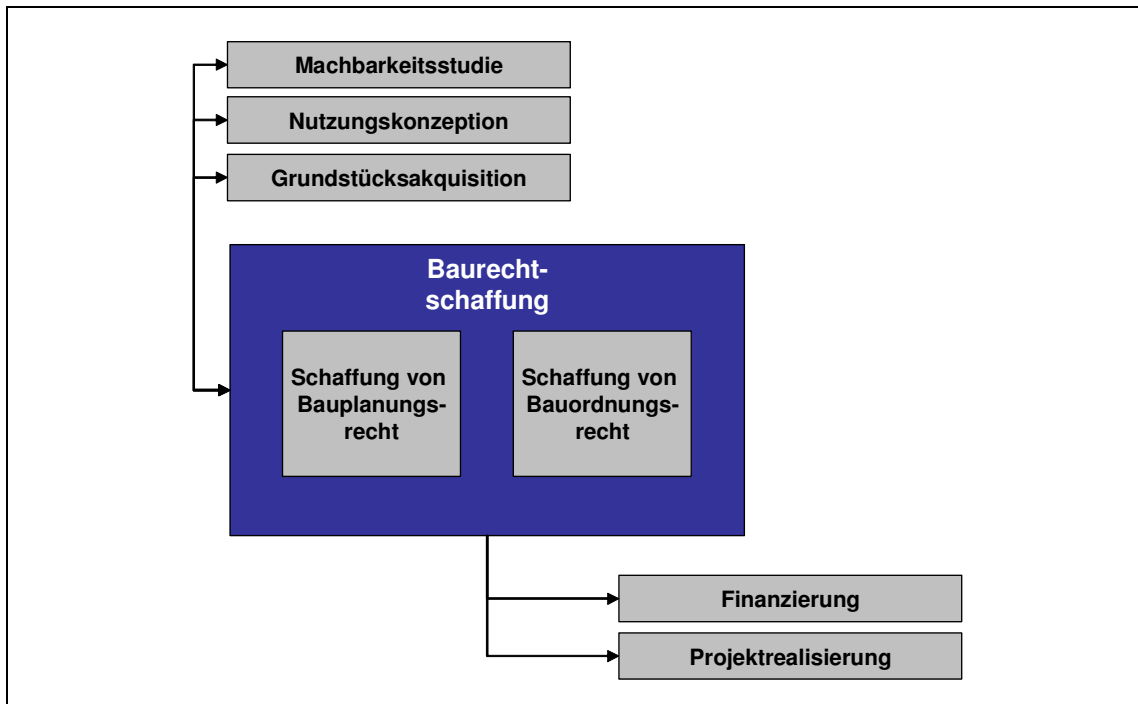 Machbarkeitsstudie
Nutzungskonzeption
Grundstücksakquisition
Baurecht-
schaffung
Schaffung von
Bauplanungs-
recht
Schaffung von
Bauordnungs-
recht
Finanzierung
Projektrealisierung